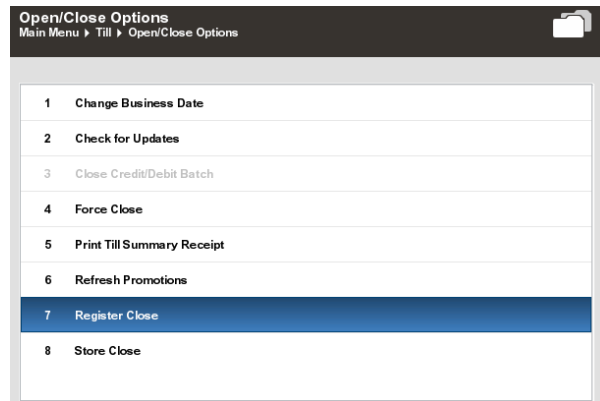 Open/Close Options
Main Menu ▸ Till ▸ Open/Close Options
1 Change Business Date
2 Check for Updates
3 Close Credit/Debit Batch
4 Force Close
5 Print Till Summary Receipt
6 Refresh Promotions
7 Register Close
8 Store Close